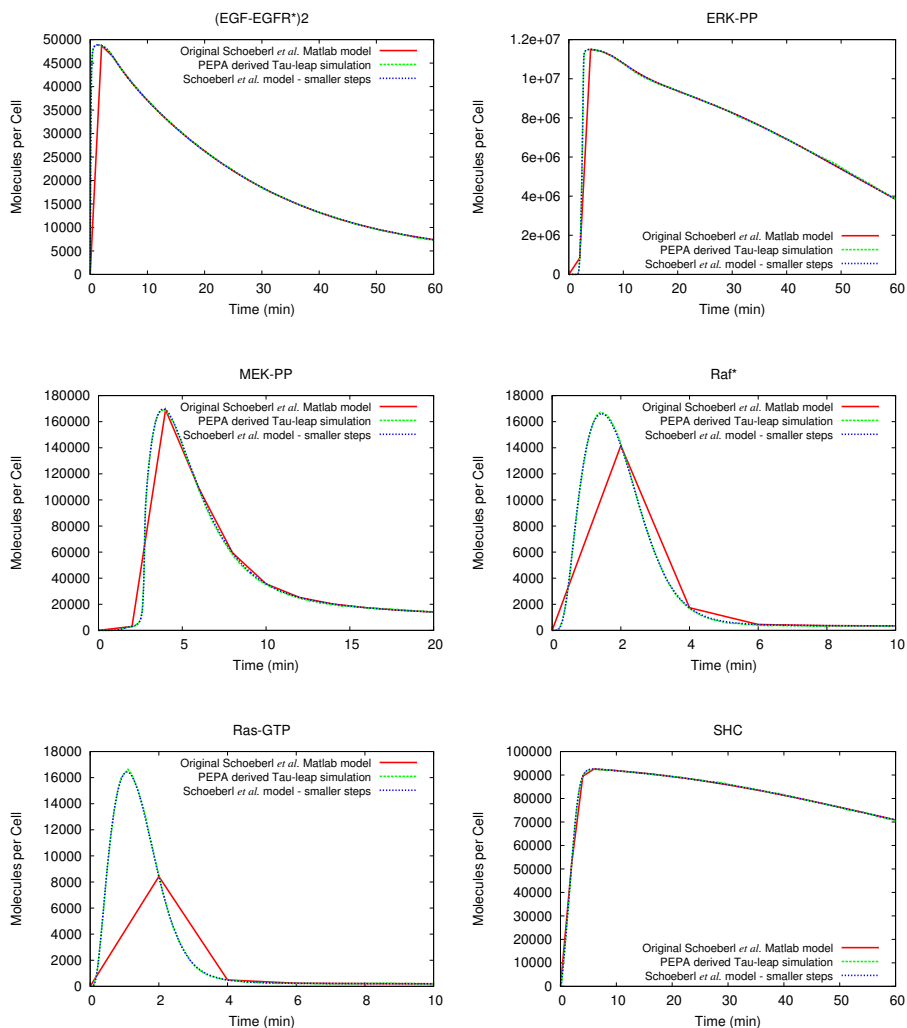 (EGF-EGFR*)2
50000
45000
40000
35000
30000
25000
20000
15000
10000
5000
0
Molecules per Cell
Original Schoeberl et al. Matlab model
PEPA derived Tau-leap simulation
Schoeberl et al. model - smaller steps
0 10 20 30 40 50 60
Time (min)
ERK-PP
1.2e+07
1e+07
8e+06
6e+06
4e+06
2e+06
0
Molecules per Cell
Original Schoeberl et al. Matlab model
PEPA derived Tau-leap simulation
Schoeberl et al. model - smaller steps
0 10 20 30 40 50 60
Time (min)
MEK-PP
180000
160000
140000
120000
100000
80000
60000
40000
20000
0
Molecules per Cell
Original Schoeberl et al. Matlab model
PEPA derived Tau-leap simulation
Schoeberl et al. model - smaller steps
0 5 10 15 20
Time (min)
Raf*
18000
16000
14000
12000
10000
8000
6000
4000
2000
0
Molecules per Cell
Original Schoeberl et al. Matlab model
PEPA derived Tau-leap simulation
Schoeberl et al. model - smaller steps
0 2 4 6 8 10
Time (min)
Ras-GTP
18000
16000
14000
12000
10000
8000
6000
4000
2000
0
Molecules per Cell
Original Schoeberl et al. Matlab model
PEPA derived Tau-leap simulation
Schoeberl et al. model - smaller steps
0 2 4 6 8 10
Time (min)
SHC
100000
90000
80000
70000
60000
50000
40000
30000
20000
10000
0
Molecules per Cell
Original Schoeberl et al. Matlab model
PEPA derived Tau-leap simulation
Schoeberl et al. model - smaller steps
0 10 20 30 40 50 60
Time (min)